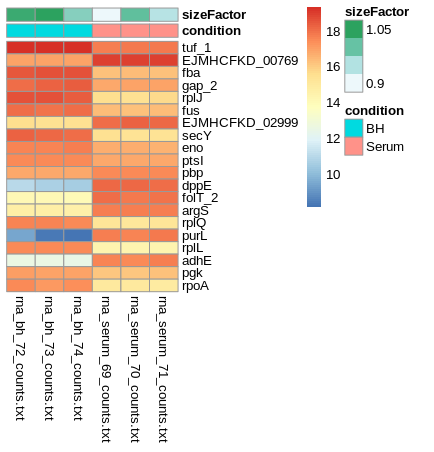 sizeFactor
condition
tuf_1
EJMHCFKD_00769
fba
gap_2
rplJ
fus
EJMHCFKD_02999
secY
eno
ptsI
pbp
dppE
folT_2
argS
rplQ
purL
rplL
adhE
pgk
rpoA
rna_bh_72_counts.txt
rna_bh_73_counts.txt
rna_bh_74_counts.txt
rna_serum_69_counts.txt
rna_serum_70_counts.txt
rna_serum_71_counts.txt
18
16
14
12
10
sizeFactor
1.05
0.9
condition
BH
Serum